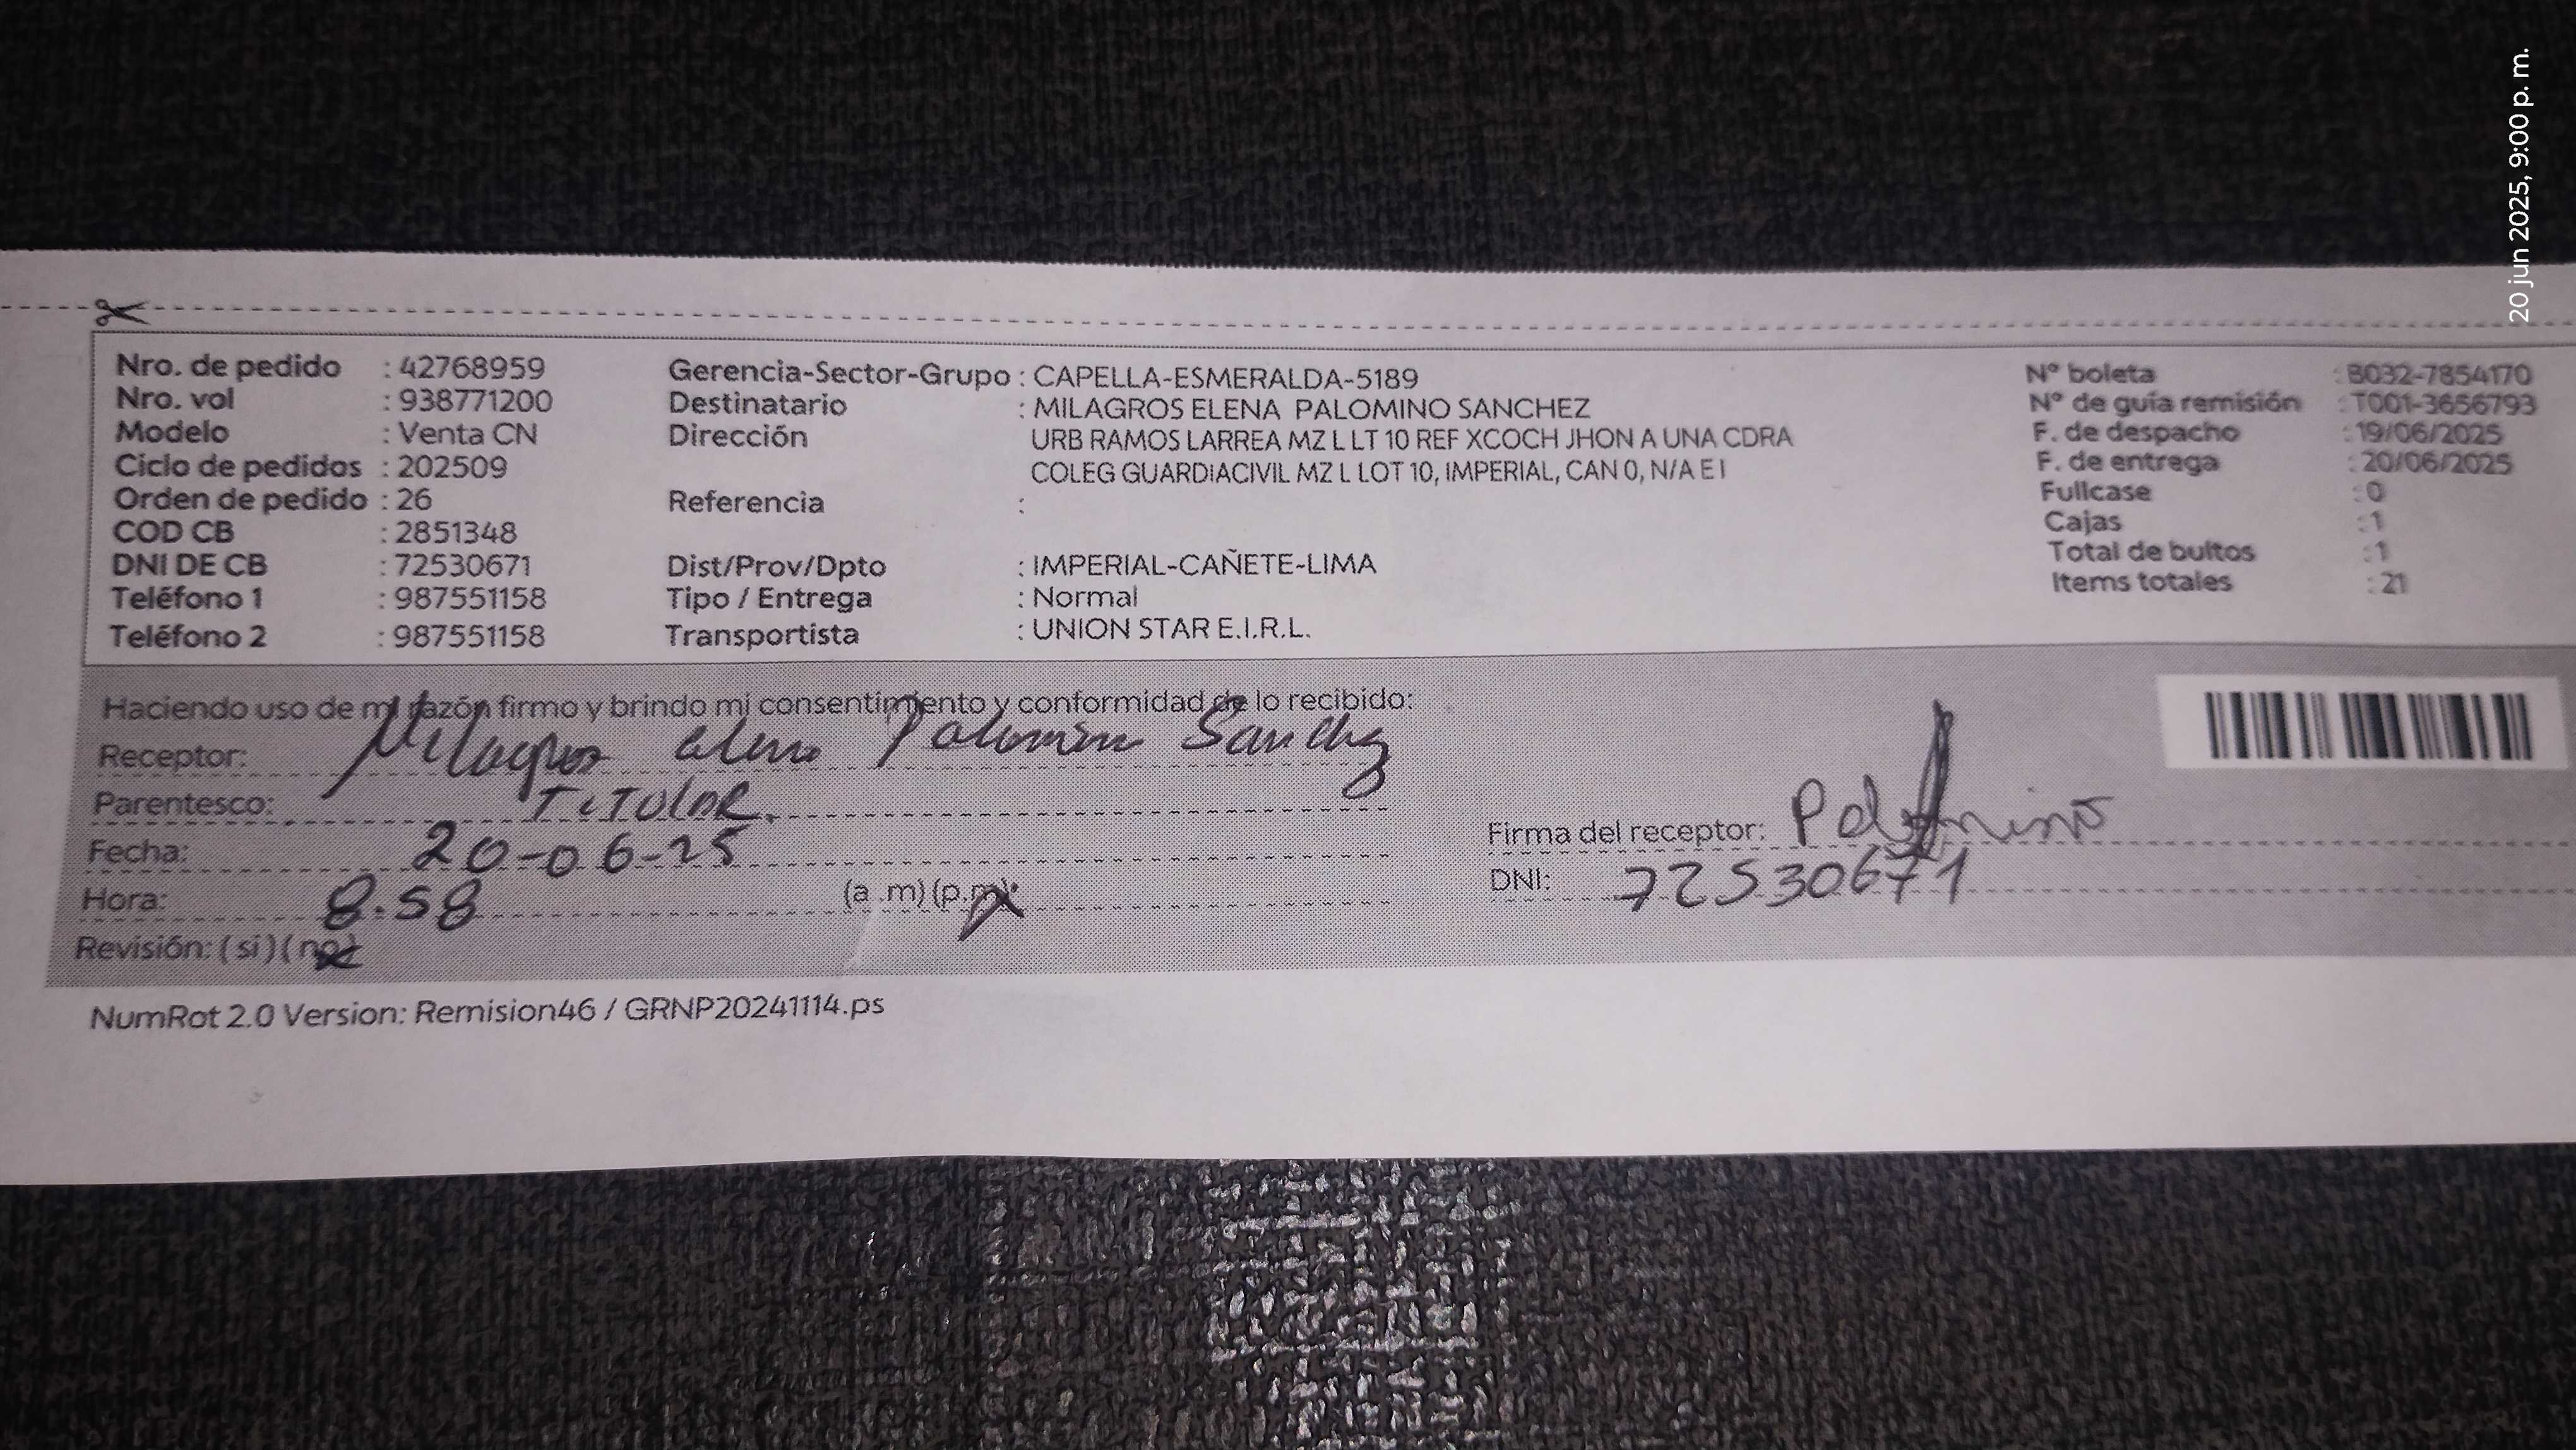 20 jun 2025, 9:00 p. m.
Nro. de pedido : 42768959
Nro. vol : 938771200
Modelo : Venta CN
Ciclo de pedidos : 202509
Orden de pedido : 26
COD CB : 2851348
DNI DE CB : 72530671
Teléfono 1 : 987551158
Teléfono 2 : 987551158
Gerencia-Sector-Grupo : CAPELLA-ESMERALDA-5189
Destinatario : MILAGROS ELENA PALOMINO SANCHEZ
Dirección URB RAMOS LARREA MZ L LT 10 REF XCOCH JHON A UNA CDRA
COLEG GUARDIACIVIL MZ L LOT 10, IMPERIAL, CAN 0, N/A E I
Referencia :
Dist/Prov/Dpto : IMPERIAL-CAÑETE-LIMA
Tipo / Entrega : Normal
Transportista : UNION STAR E.I.R.L.
N° boleta : B032-7854170
N° de guía remisión : T001-3656793
F. de despacho : 19/06/2025
F. de entrega : 20/06/2025
Fullcase : 0
Cajas : 1
Total de bultos : 1
Items totales : 21
Haciendo uso de mi razón firmo y brindo mi consentimiento y conformidad de lo recibido:
Receptor: Milagros elena Palomino Sanchez
Parentesco: TiTULAR.
Fecha: 20-06-25
Hora: 8.58 (a .m) (p.m)
Revisión: ( si ) ( no )
Firma del receptor: Palomino
DNI: 72530671
NumRot 2.0 Version: Remision46 / GRNP20241114.ps